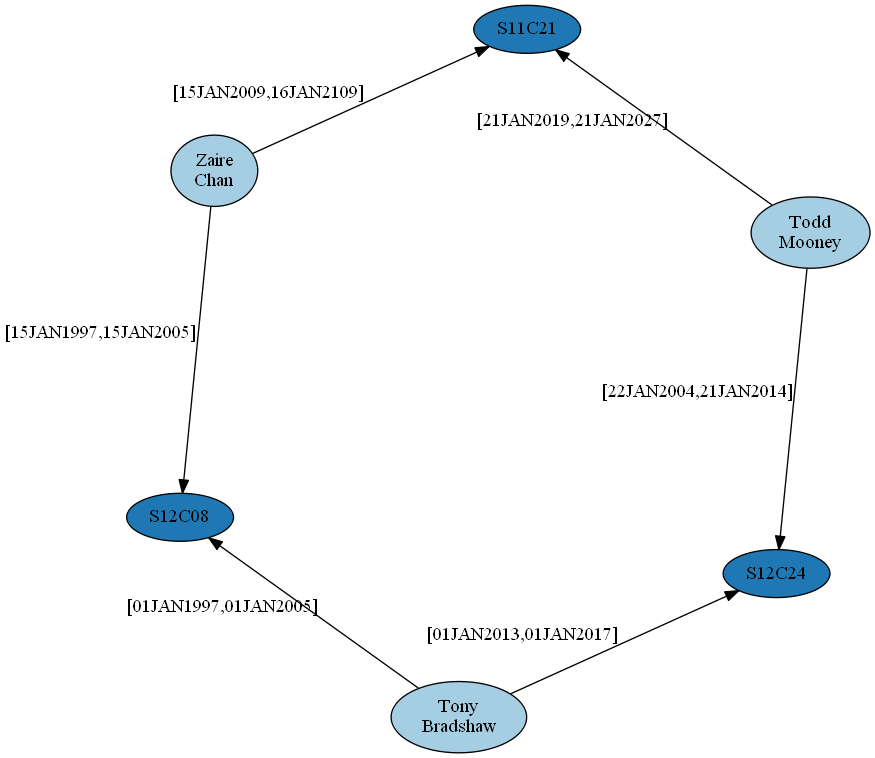 S11C21
[15JAN2009,16JAN2109]
[21JAN2019,21JAN2027]
Zaire
Chan
Todd
Mooney
[15JAN1997,15JAN2005]
[22JAN2004,21JAN2014]
S12C08
S12C24
[01JAN1997,01JAN2005]
[01JAN2013,01JAN2017]
Tony
Bradshaw